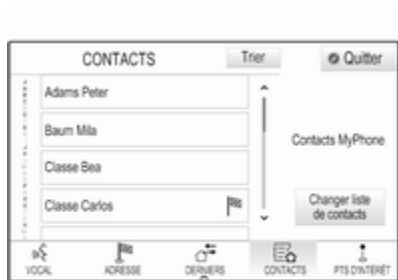 CONTACTS
Trier
Quitter
Adams Peter
Baum Mila
Classe Bea
Classe Carlos
Contacts MyPhone
Changer liste
de contacts
VOCAL
ADRESSE
DERNIERS
CONTACTS
PTS D'INTÉRÊT